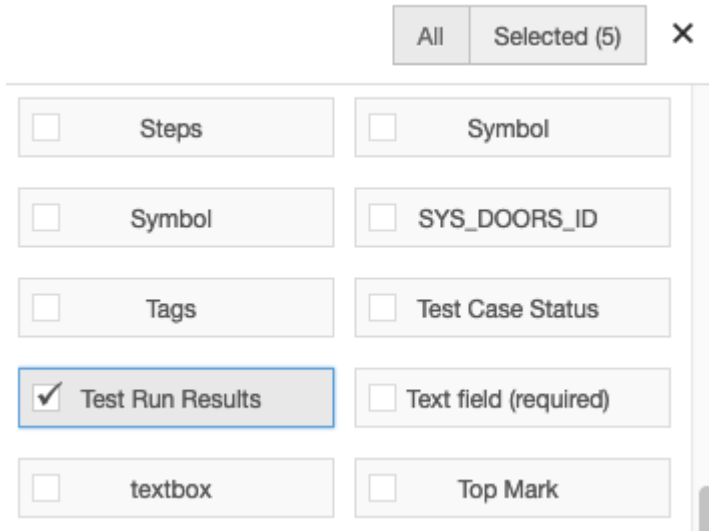 All Selected (5)
Steps Symbol
Symbol SYS_DOORS_ID
Tags Test Case Status
Test Run Results Text field (required)
textbox Top Mark